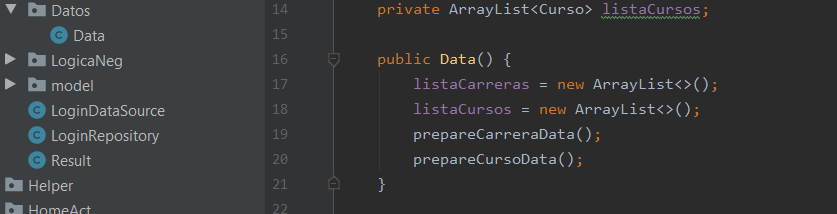 Datos
Data
LogicaNeg
model
LoginDataSource
LoginRepository
Result
Helper
HomeAct
14 private ArrayList<Curso> listaCursos;
15
16 public Data() {
17 listaCarreras = new ArrayList<>();
18 listaCursos = new ArrayList<>();
19 prepareCarreraData();
20 prepareCursoData();
21 }
22